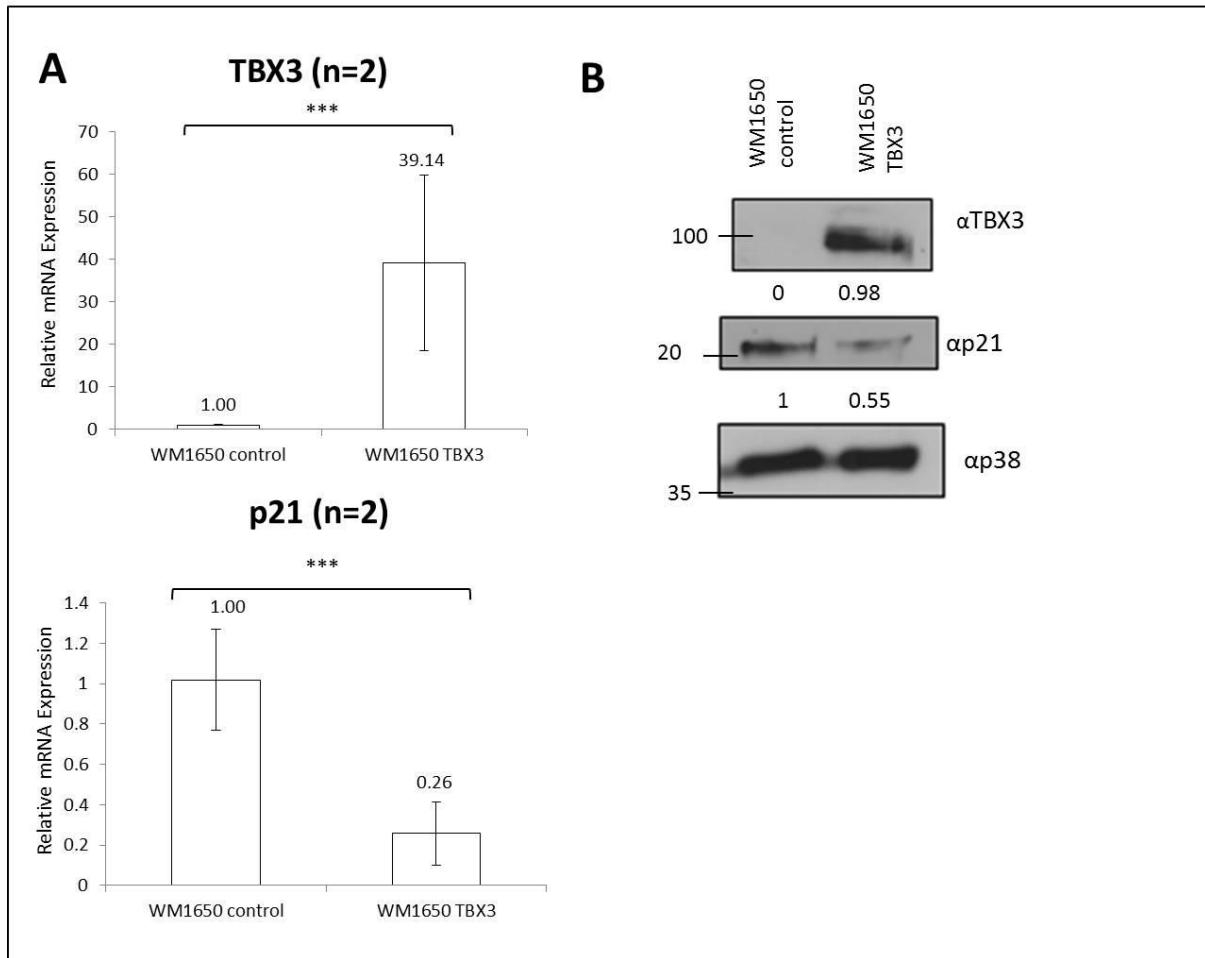 A
TBX3 (n=2)
***
Relative mRNA Expression
70
60
50
40
30
20
10
0
39.14
1.00
WM1650 control
WM1650 TBX3
p21 (n=2)
***
Relative mRNA Expression
1.4
1.2
1
0.8
0.6
0.4
0.2
0
1.00
0.26
WM1650 control
WM1650 TBX3
B
WM1650
control
WM1650
TBX3
100
αTBX3
0 0.98
20
αp21
1 0.55
αp38
35